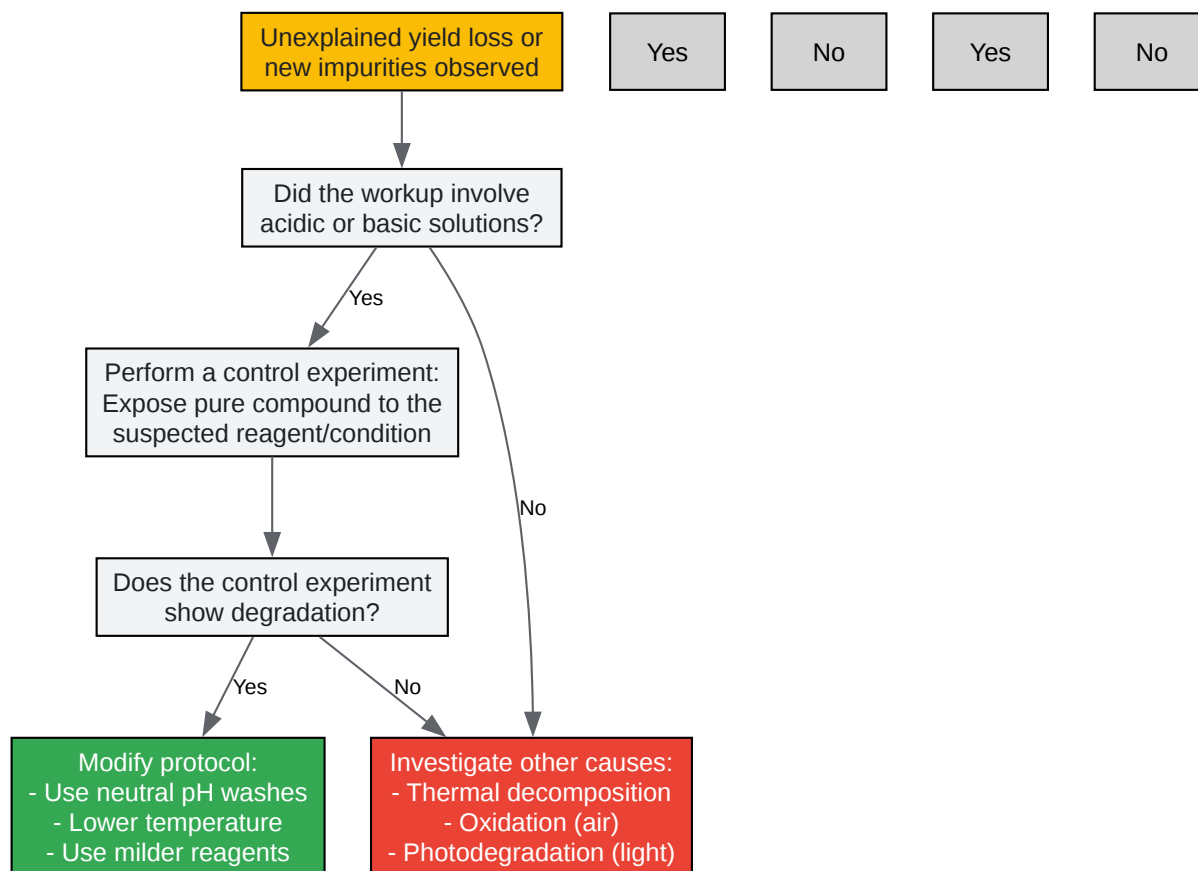 Unexplained yield loss or
new impurities observed
Yes
No
Yes
No
Did the workup involve
acidic or basic solutions?
Yes
Perform a control experiment:
Expose pure compound to the
suspected reagent/condition
No
Does the control experiment
show degradation?
Yes
No
Modify protocol:
- Use neutral pH washes
- Lower temperature
- Use milder reagents
Investigate other causes:
- Thermal decomposition
- Oxidation (air)
- Photodegradation (light)